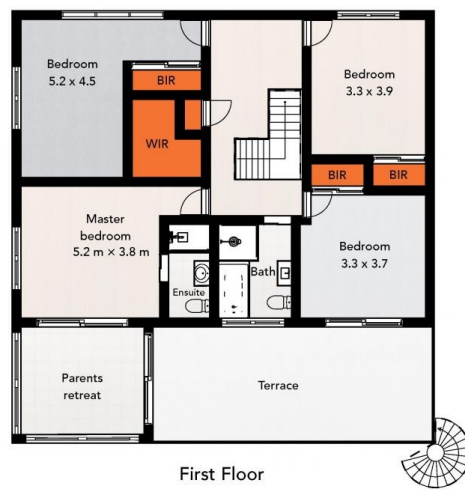 Bedroom
5.2 x 4.5
BIR
WIR
Bedroom
3.3 x 3.9
BIR
BIR
Master
bedroom
5.2 m × 3.8 m
Ensuite
Bath
Bedroom
3.3 x 3.7
Parents
retreat
Terrace
First Floor